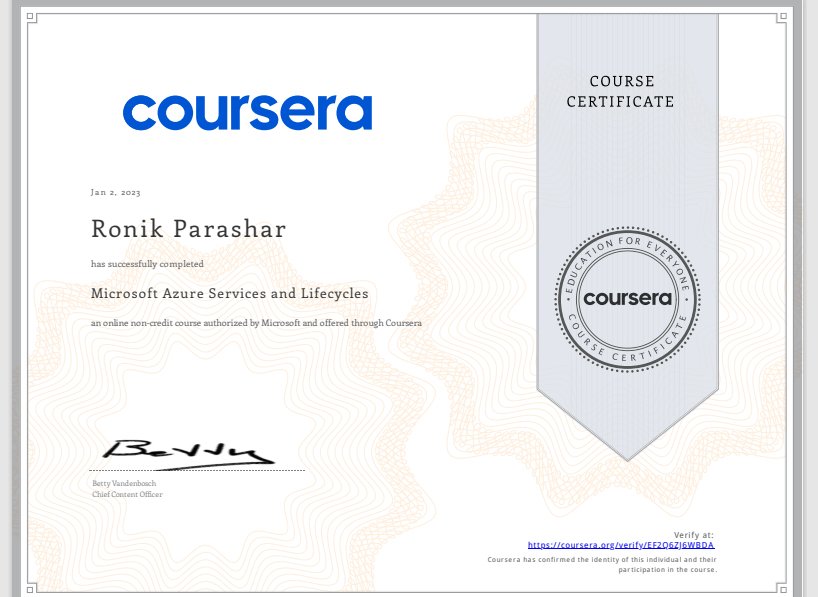 COURSE
CERTIFICATE
coursera
Jan 2, 2023
Ronik Parashar
has successfully completed
Microsoft Azure Services and Lifecycles
an online non-credit course authorized by Microsoft and offered through Coursera
EDUCATION FOR EVERYONE
coursera
COURSE CERTIFICATE
Betty
Betty Vandenbosch
Chief Content Officer
Verify at:
https://coursera.org/verify/EF2Q6ZJ6WBDA
Coursera has confirmed the identity of this individual and their
participation in the course.